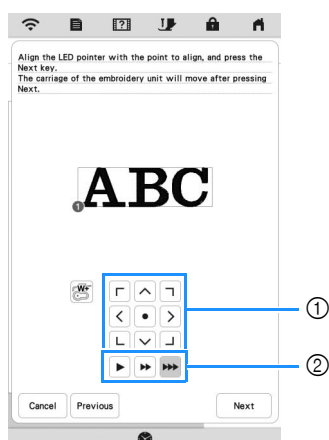 Align the LED pointer with the point to align, and press the
Next key.
The carriage of the embroidery unit will move after pressing
Next.
ABC
1
W+
①
②
Cancel Previous Next